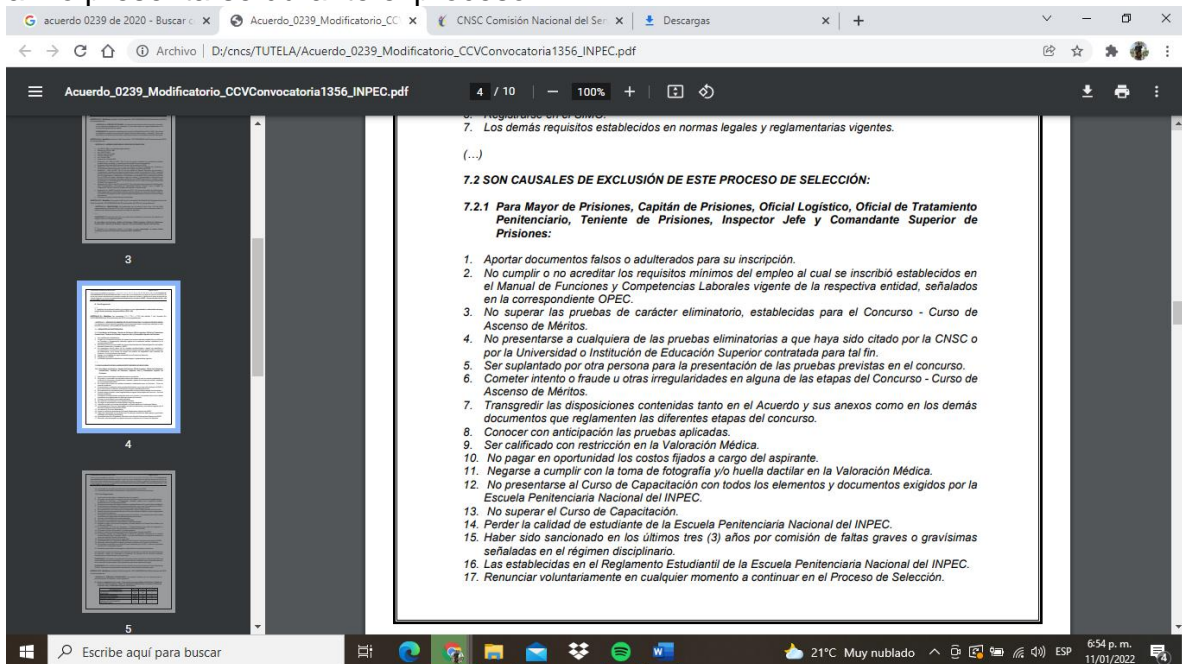 acuerdo 0239 de 2020 - Buscar c
Acuerdo_0239_Modificatorio_CC
CNSC Comisión Nacional del Ser
Descargas
Archivo
D:/cncs/TUTELA/Acuerdo_0239_Modificatorio_CCVConvocatoria1356_INPEC.pdf
Acuerdo_0239_Modificatorio_CCVConvocatoria1356_INPEC.pdf
4 / 10
100%
7. Los demás requisitos establecidos en normas legales y reglamentarias vigentes.
(...)
7.2 SON CAUSALES DE EXCLUSIÓN DE ESTE PROCESO DE SELECCIÓN:
7.2.1 Para Mayor de Prisiones, Capitán de Prisiones, Oficial Logístico, Oficial de Tratamiento
Penitenciario, Teniente de Prisiones, Inspector Jefe y Comandante Superior de
Prisiones:
1. Aportar documentos falsos o adulterados para su inscripción.
2. No cumplir o no acreditar los requisitos mínimos del empleo al cual se inscribió establecidos en
el Manual de Funciones y Competencias Laborales vigente de la respectiva entidad, señalados
en la correspondiente OPEC.
3. No superar las pruebas de carácter eliminatorio, establecidas para el Concurso - Curso de
Ascenso de Méritos.
4. No presentarse a cualquiera de las pruebas eliminatorias a que haya sido citado por la CNSC o
por la Universidad o Institución de Educación Superior contratada para tal fin.
5. Ser suplantado por otra persona para la presentación de las pruebas previstas en el concurso.
6. Cometer intento o fraude u otras irregularidades en alguna de las etapas del Concurso - Curso de
Ascenso de Méritos.
7. Transgredir las disposiciones contenidas tanto en el Acuerdo y sus anexos como en los demás
documentos que reglamenten las diferentes etapas del concurso.
8. Conocer con anticipación las pruebas aplicadas.
9. Ser calificado con restricción en la Valoración Médica.
10. No pagar en oportunidad los costos fijados a cargo del aspirante.
11. Negarse a cumplir con la toma de fotografía y/o huella dactilar en la Valoración Médica.
12. No presentarse al Curso de Capacitación con todos los elementos y documentos exigidos por la
Escuela Penitenciaria Nacional del INPEC.
13. No superar el Curso de Capacitación.
14. Perder la calidad de estudiante de la Escuela Penitenciaria Nacional del INPEC.
15. Haber sido sancionado en los últimos tres (3) años por comisión de faltas graves o gravísimas
señaladas en el régimen disciplinario.
16. Las establecidas en el Reglamento Estudiantil de la Escuela Penitenciaria Nacional del INPEC.
17. Renunciar voluntariamente en cualquier momento a continuar en el Proceso de Selección.
3
4
5
Escribe aquí para buscar
21°C Muy nublado
ESP
6:54 p. m.
11/01/2022